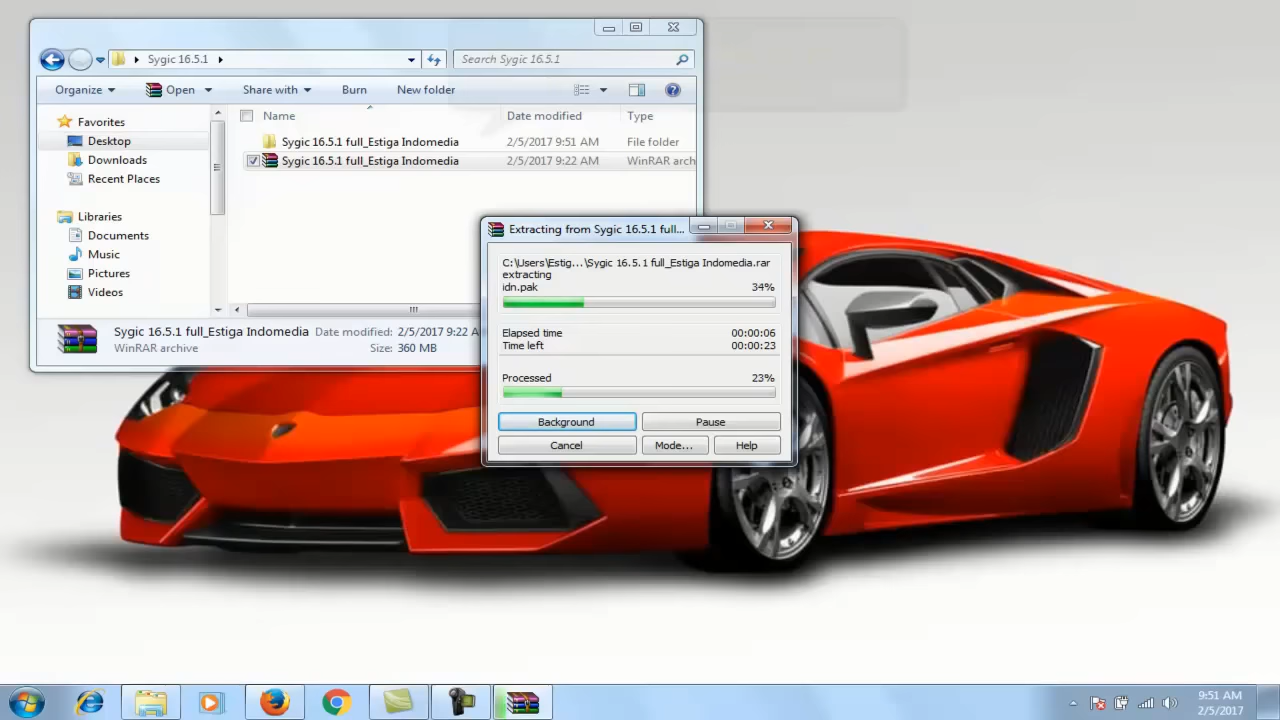 Sygic 16.5.1
Search Sygic 16.5.1
Organize Open Share with Burn New folder
Favorites
Desktop
Downloads
Recent Places
Libraries
Documents
Music
Pictures
Videos
Name Date modified Type
Sygic 16.5.1 full_Estiga Indomedia 2/5/2017 9:51 AM File folder
Sygic 16.5.1 full_Estiga Indomedia 2/5/2017 9:22 AM WinRAR arch
Sygic 16.5.1 full_Estiga Indomedia Date modified: 2/5/2017 9:22 A
WinRAR archive Size: 360 MB
Extracting from Sygic 16.5.1 full...
C:\Users\Estig...\Sygic 16.5.1 full_Estiga Indomedia.rar
extracting
idn.pak 34%
Elapsed time 00:00:06
Time left 00:00:23
Processed 23%
Background Pause
Cancel Mode... Help
9:51 AM
2/5/2017